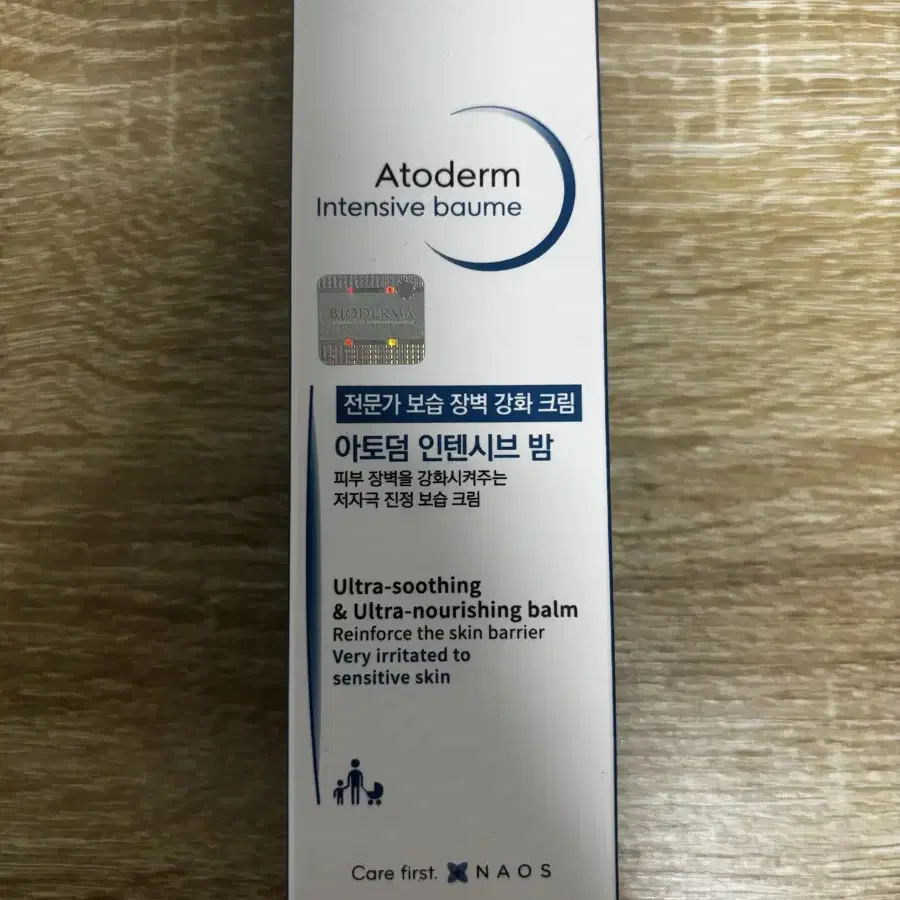 Atoderm
Intensive baume
BIODERMA
전문가 보습 장벽 강화 크림
아토덤 인텐시브 밤
피부 장벽을 강화시켜주는
저자극 진정 보습 크림
Ultra-soothing
& Ultra-nourishing balm
Reinforce the skin barrier
Very irritated to
sensitive skin
Care first. NAOS